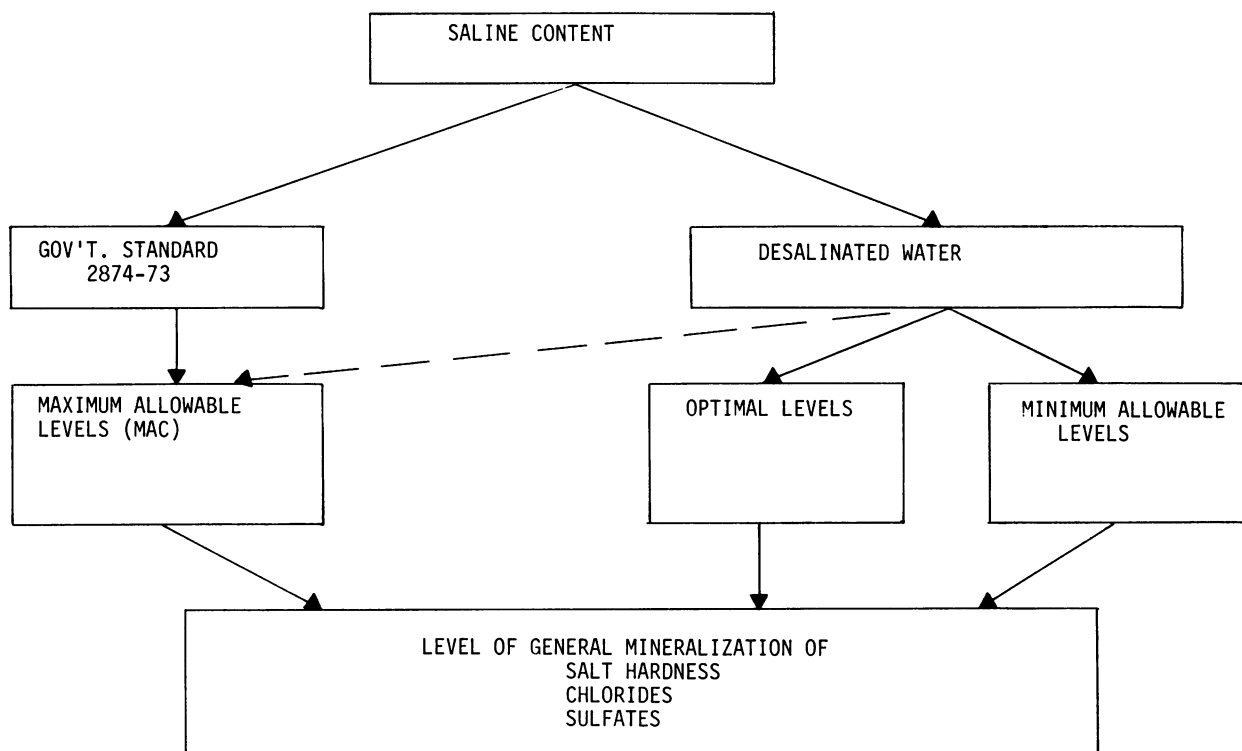 SALINE CONTENT
GOV'T. STANDARD
2874-73
DESALINATED WATER
MAXIMUM ALLOWABLE
LEVELS (MAC)
OPTIMAL LEVELS
MINIMUM ALLOWABLE
LEVELS
LEVEL OF GENERAL MINERALIZATION OF
SALT HARDNESS
CHLORIDES
SULFATES